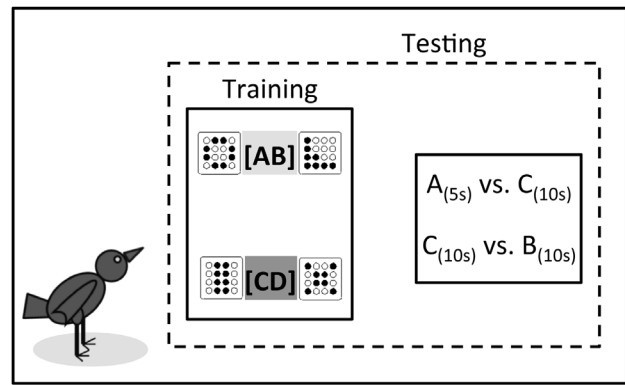 Testing
Training
[AB]
[CD]
A(5s) vs. C(10s)
C(10s) vs. B(10s)